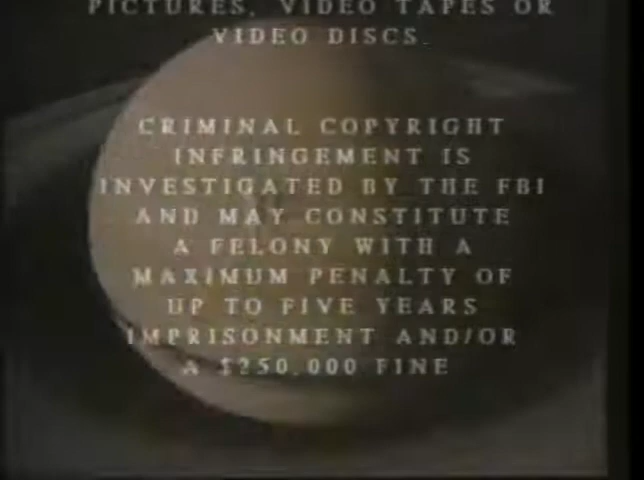 PICTURES, VIDEO TAPES OR
VIDEO DISCS.
CRIMINAL COPYRIGHT
INFRINGEMENT IS
INVESTIGATED BY THE FBI
AND MAY CONSTITUTE
A FELONY WITH A
MAXIMUM PENALTY OF
UP TO FIVE YEARS
IMPRISONMENT AND/OR
A $250,000 FINE